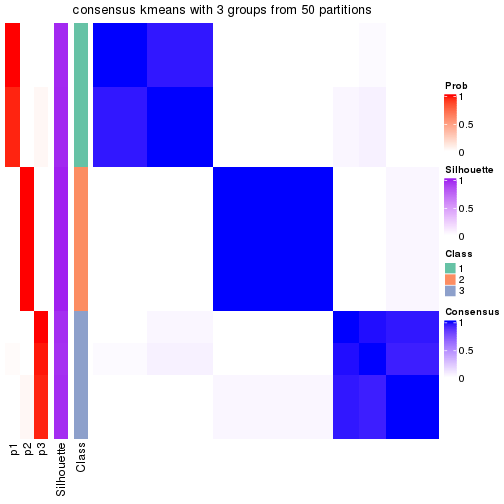 consensus kmeans with 3 groups from 50 partitions
Prob
1
0.5
0
Silhouette
1
0.5
0
Class
1
2
3
Consensus
1
0.5
0
p1
p2
p3
Silhouette
Class